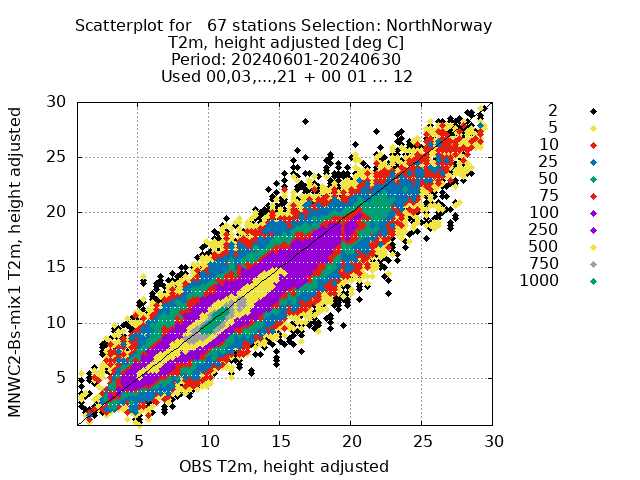 Scatterplot for   67 stations Selection: NorthNorway
T2m, height adjusted [deg C]
Period: 20240601-20240630
Used 00,03,...,21 + 00 01 ... 12
MNWC2-Bs-mix1 T2m, height adjusted
30
25
20
15
10
5
5 10 15 20 25 30
OBS T2m, height adjusted
2
5
10
25
50
75
100
250
500
750
1000